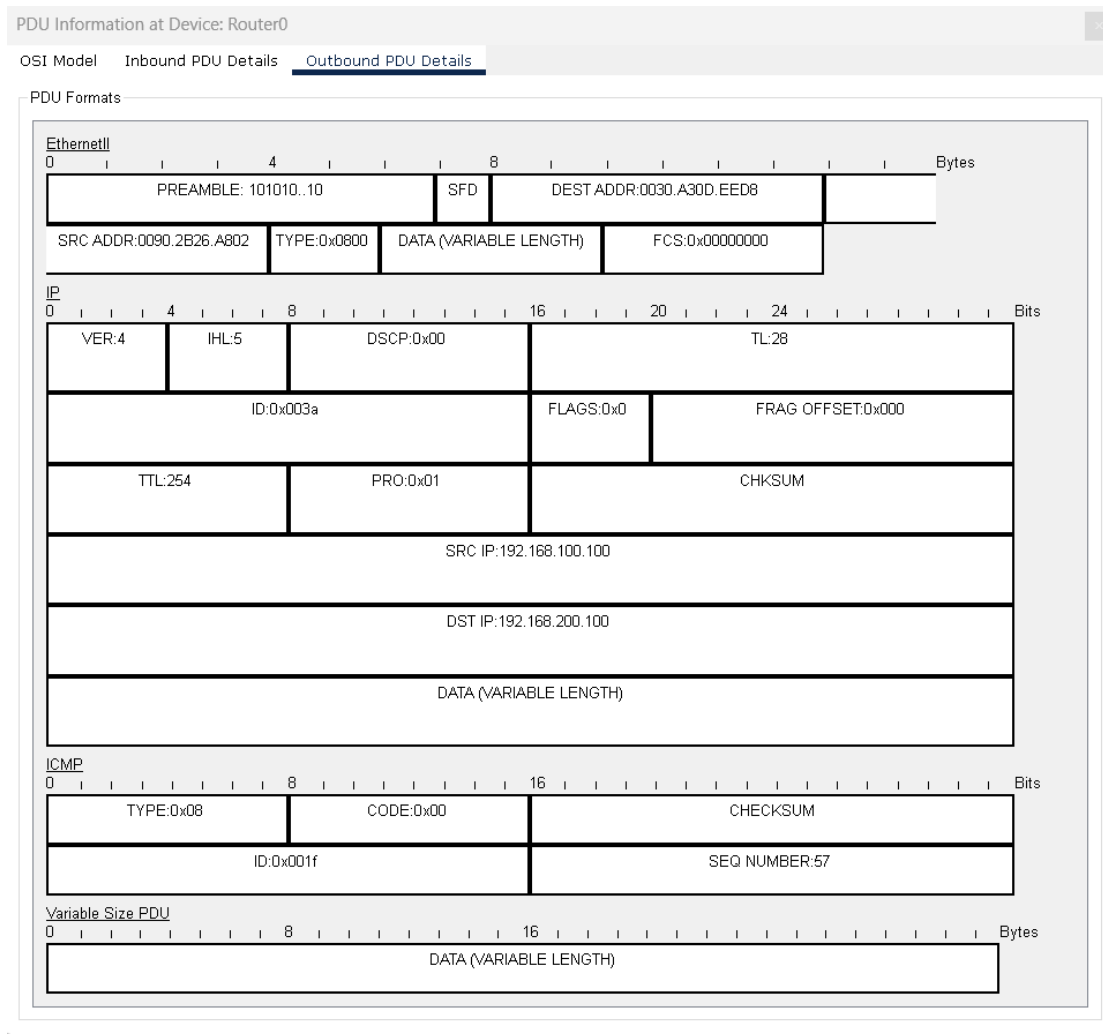 PDU Information at Device: Router0
x
OSI Model Inbound PDU Details Outbound PDU Details
PDU Formats
EthernetII
0 4 8 Bytes
PREAMBLE: 101010..10 SFD DEST ADDR:0030.A30D.EED8
SRC ADDR:0090.2B26.A802 TYPE:0x0800 DATA (VARIABLE LENGTH) FCS:0x00000000
IP
0 4 8 16 20 24 Bits
VER:4 IHL:5 DSCP:0x00 TL:28
ID:0x003a FLAGS:0x0 FRAG OFFSET:0x000
TTL:254 PRO:0x01 CHKSUM
SRC IP:192.168.100.100
DST IP:192.168.200.100
DATA (VARIABLE LENGTH)
ICMP
0 8 16 Bits
TYPE:0x08 CODE:0x00 CHECKSUM
ID:0x001f SEQ NUMBER:57
Variable Size PDU
0 8 16 Bytes
DATA (VARIABLE LENGTH)